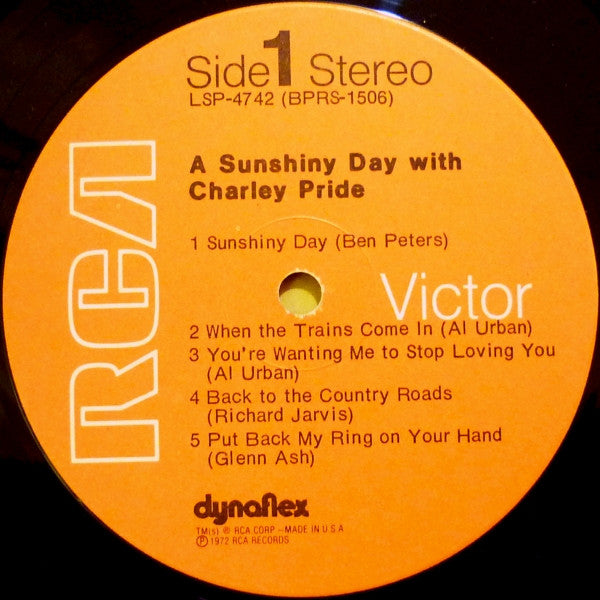 Side 1 Stereo
LSP-4742 (BPRS-1506)
RCA
A Sunshiny Day with
Charley Pride
1 Sunshiny Day (Ben Peters)
Victor
2 When the Trains Come In (Al Urban)
3 You're Wanting Me to Stop Loving You
(Al Urban)
4 Back to the Country Roads
(Richard Jarvis)
5 Put Back My Ring on Your Hand
(Glenn Ash)
dynaflex
TM(s) ® RCA CORP – MADE IN U.S.A
℗ 1972 RCA RECORDS